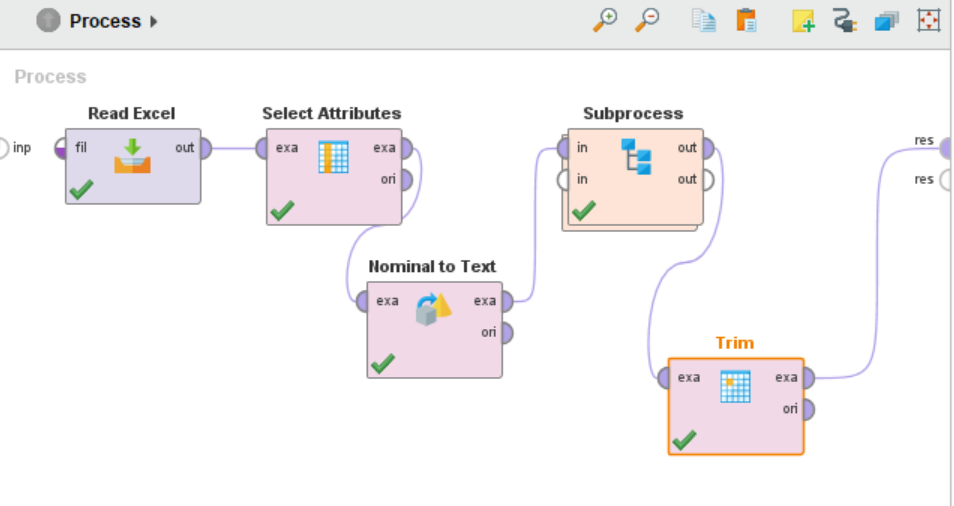 Process
Process
Read Excel
Select Attributes
Subprocess
inp
fil
out
exa
exa
ori
in
out
in
out
res
res
Nominal to Text
exa
exa
ori
Trim
exa
exa
ori